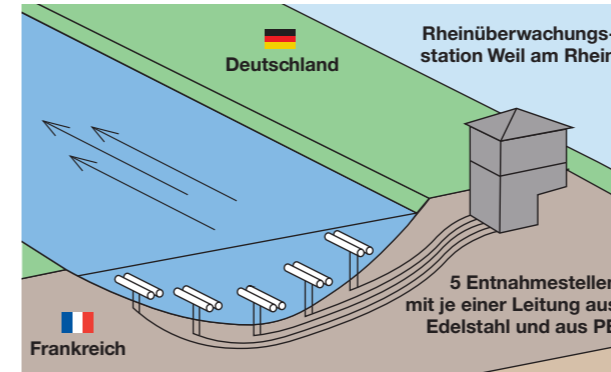 Rheinüberwachungs-
station Weil am Rhein
Deutschland
5 Entnahmestellen
mit je einer Leitung aus
Edelstahl und aus PE
Frankreich